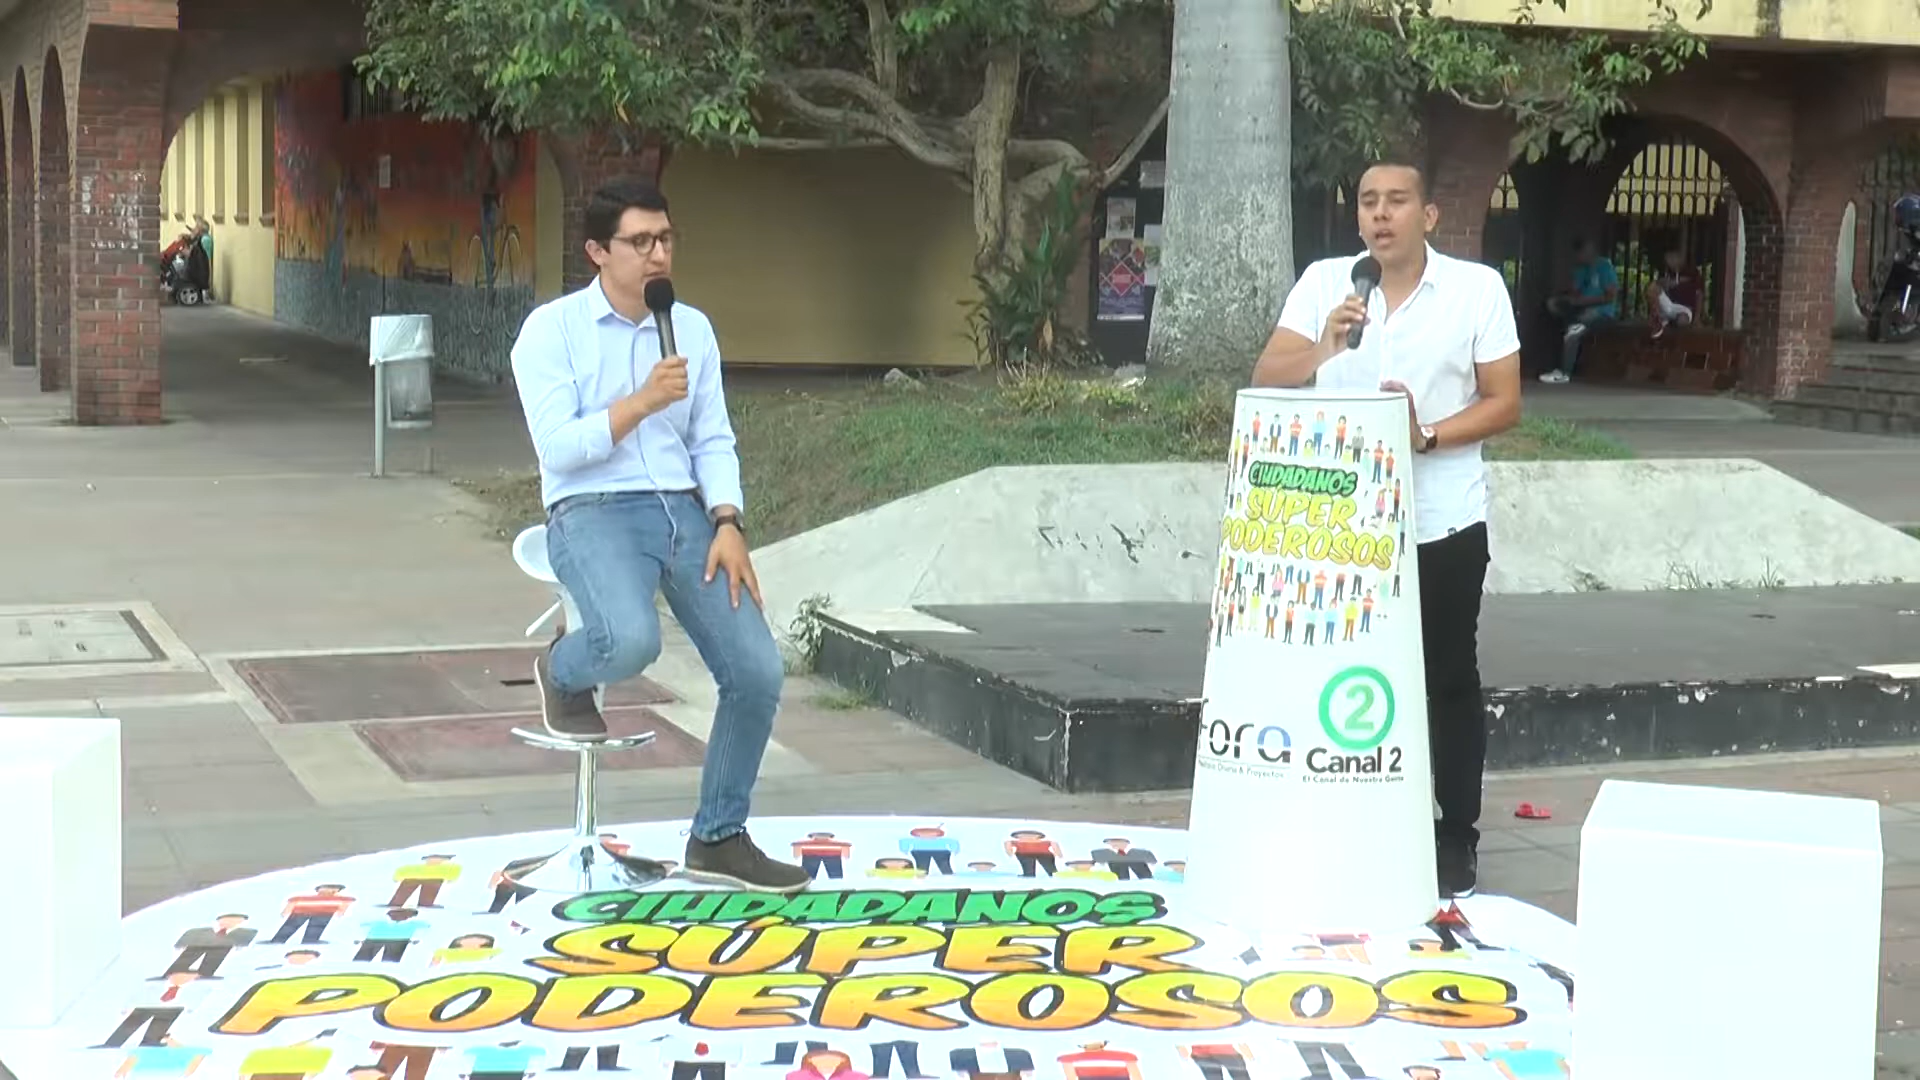 CIUDADANOS
SÚPER
PODEROSOS
fora
2
Canal 2
El Canal de Nuestra Gente
CIUDADANOS
SÚPER
PODEROSOS